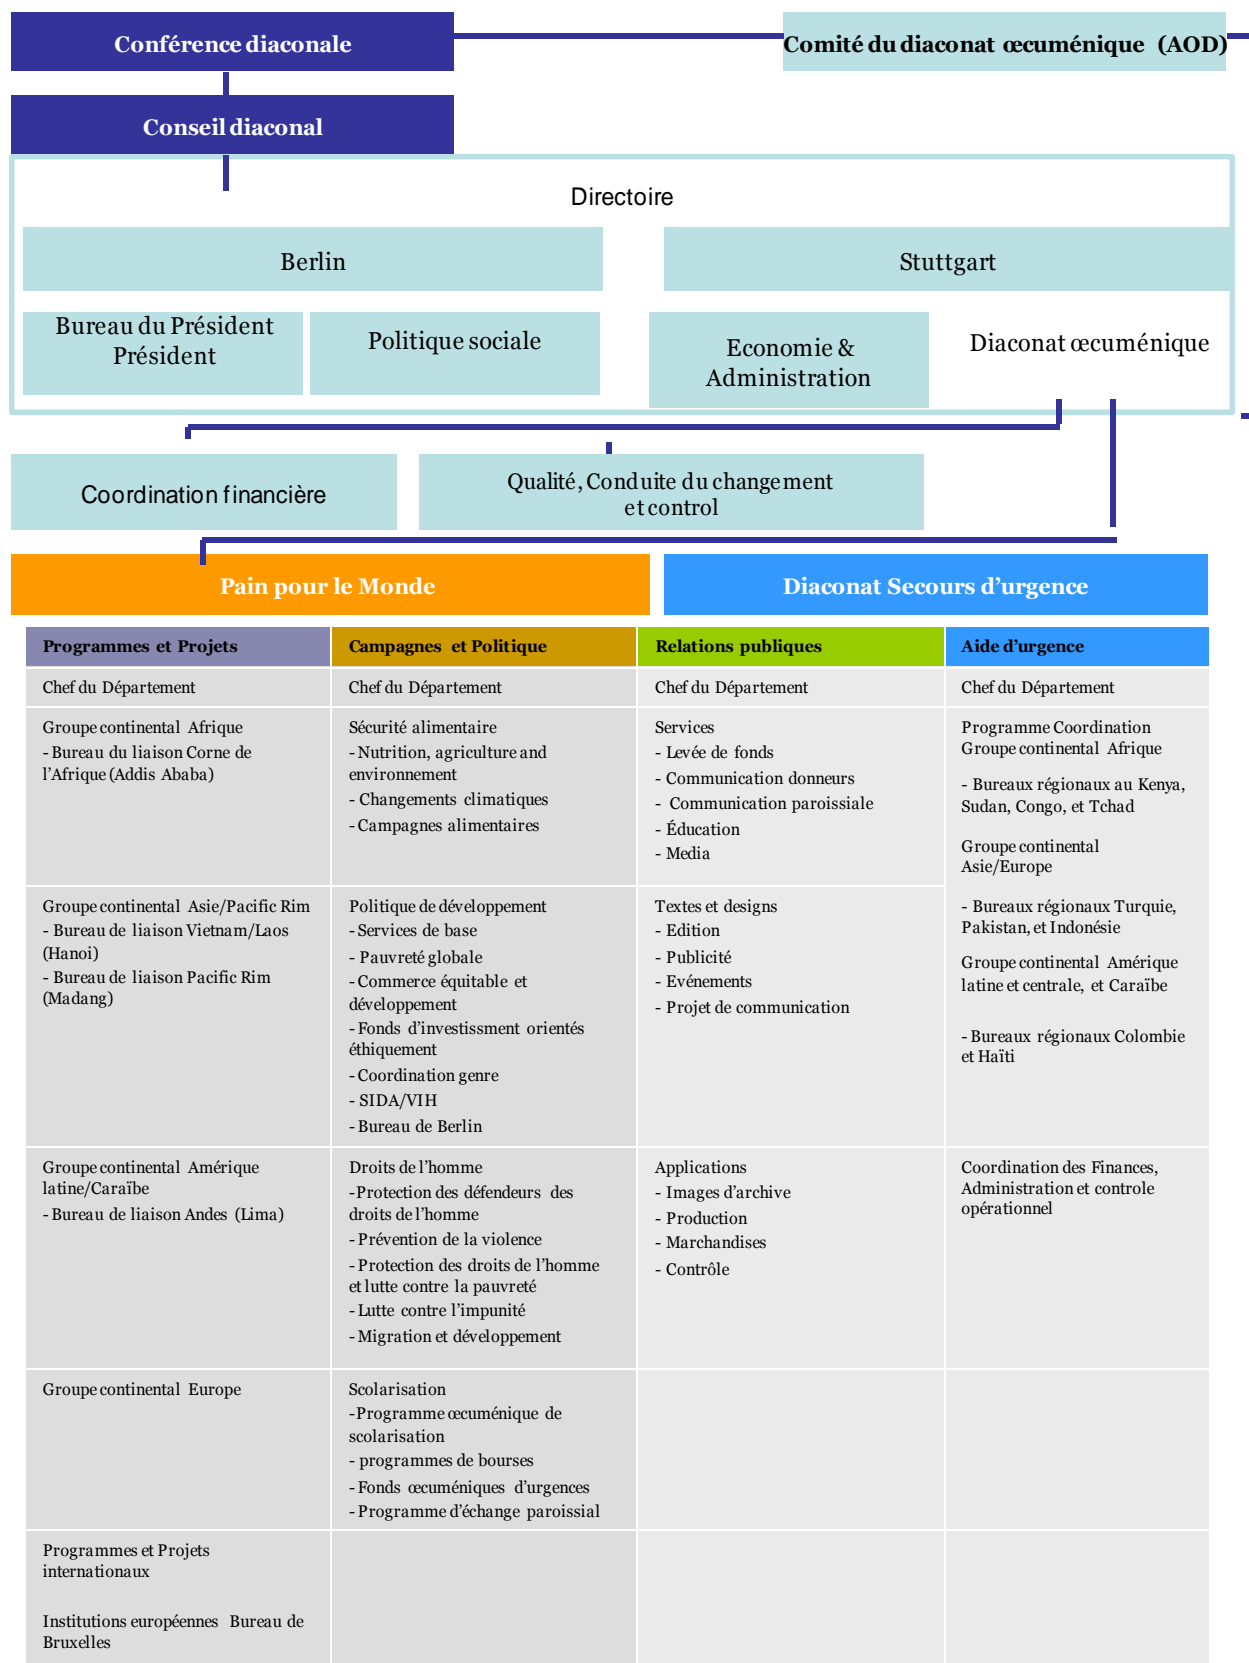 Conférence diaconale
Comité du diaconat œcuménique (AOD)
Conseil diaconal
Directoire
Berlin
Stuttgart
Bureau du Président
Président
Politique sociale
Economie &
Administration
Diaconat œcuménique
Coordination financière
Qualité, Conduite du changement
et control
Pain pour le Monde
Diaconat Secours d’urgence
Programmes et Projets
Campagnes et Politique
Relations publiques
Aide d’urgence
Chef du Département
Chef du Département
Chef du Département
Chef du Département
Groupe continental Afrique
- Bureau du liaison Corne de
l’Afrique (Addis Ababa)
Sécurité alimentaire
- Nutrition, agriculture and
environnement
- Changements climatiques
- Campagnes alimentaires
Services
- Levée de fonds
- Communication donneurs
- Communication paroissiale
- Éducation
- Media
Programme Coordination
Groupe continental Afrique
- Bureaux régionaux au Kenya,
Sudan, Congo, et Tchad
Groupe continental
Asie/Europe
- Bureaux régionaux Turquie,
Pakistan, et Indonésie
Groupe continental Amérique
latine et centrale, et Caraïbe
- Bureaux régionaux Colombie
et Haïti
Groupe continental Asie/Pacific Rim
- Bureau de liaison Vietnam/Laos
(Hanoi)
- Bureau de liaison Pacific Rim
(Madang)
Politique de développement
- Services de base
- Pauvreté globale
- Commerce équitable et
développement
- Fonds d’investissment orientés
éthiquement
- Coordination genre
- SIDA/VIH
- Bureau de Berlin
Textes et designs
- Edition
- Publicité
- Evénements
- Projet de communication
Groupe continental Amérique
latine/Caraïbe
- Bureau de liaison Andes (Lima)
Droits de l’homme
- Protection des défendeurs des
droits de l’homme
- Prévention de la violence
- Protection des droits de l’homme
et lutte contre la pauvreté
- Lutte contre l’impunité
- Migration et développement
Applications
- Images d’archive
- Production
- Marchandises
- Contrôle
Coordination des Finances,
Administration et controle
opérationnel
Groupe continental Europe
Scolarisation
- Programme œcuménique de
scolarisation
- programmes de bourses
- Fonds œcuméniques d’urgences
- Programme d’échange paroissial
Programmes et Projets
internationaux
Institutions européennes Bureau de
Bruxelles